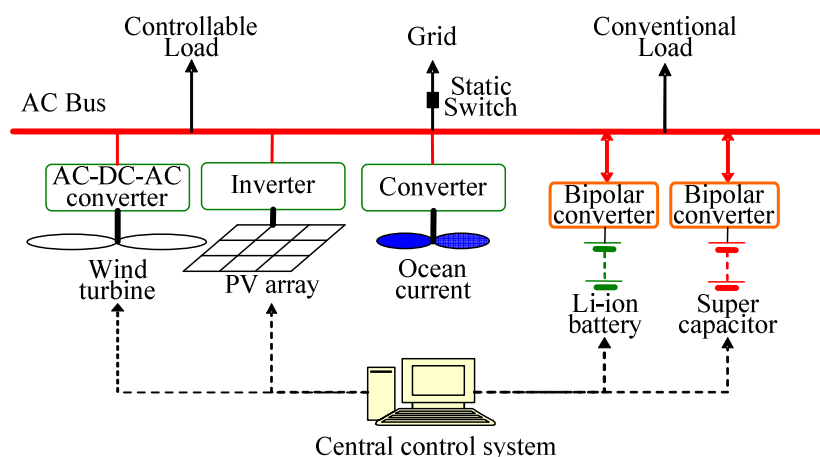 Controllable
Load
Grid
Conventional
Load
Static
Switch
AC Bus
AC-DC-AC
converter
Inverter
Converter
Bipolar
converter
Bipolar
converter
Wind
turbine
PV array
Ocean
current
Li-ion
battery
Super
capacitor
Central control system